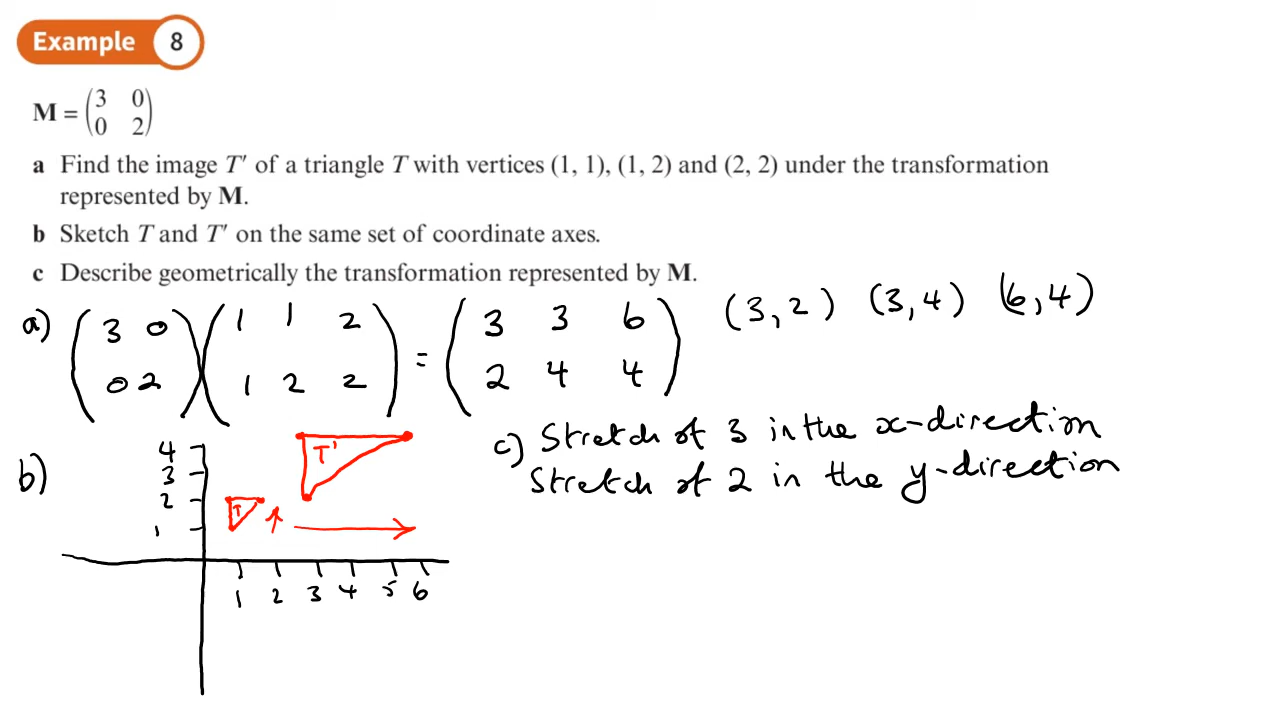 Example 8
M = (3 0
0 2)
a Find the image T′ of a triangle T with vertices (1, 1), (1, 2) and (2, 2) under the transformation
represented by M.
b Sketch T and T′ on the same set of coordinate axes.
c Describe geometrically the transformation represented by M.
a) (3 0 (1 1 2 = (3 3 6 (3,2) (3,4) (6,4)
0 2) 1 2 2) 2 4 4)
c) Stretch of 3 in the x-direction
Stretch of 2 in the y-direction
b)
4
3
2
1
T'
T
1 2 3 4 5 6